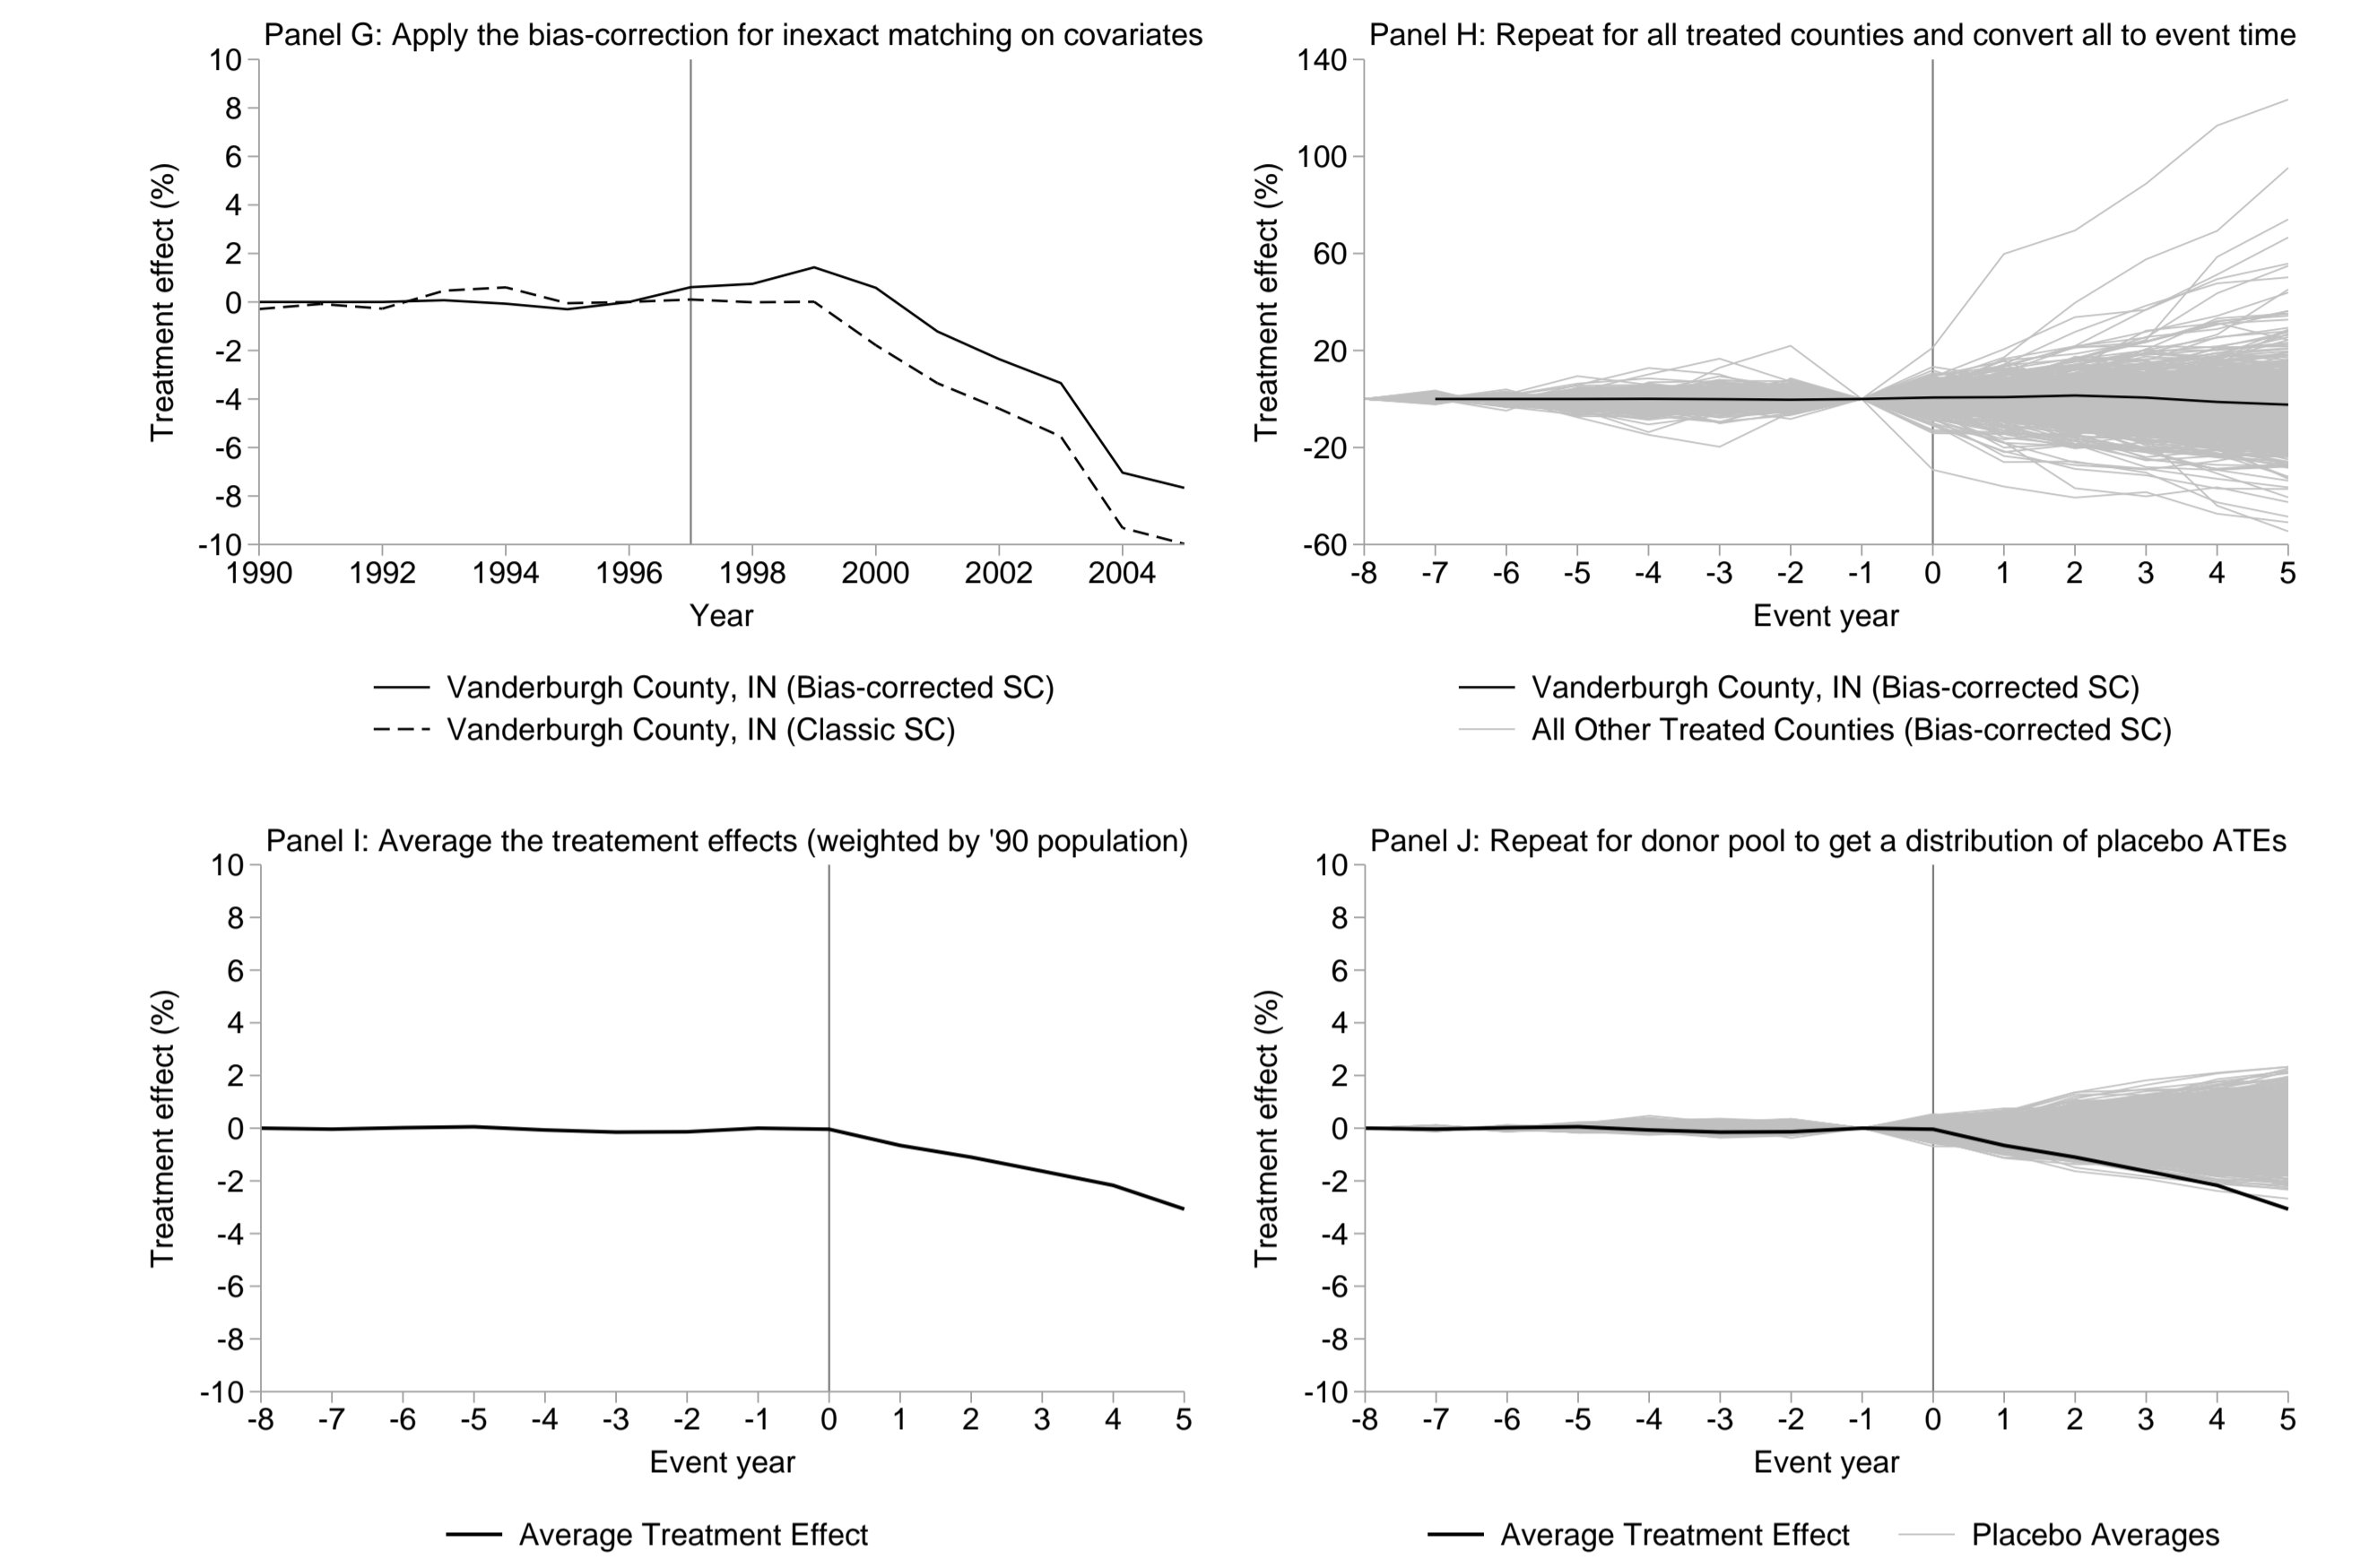 Panel G: Apply the bias-correction for inexact matching on covariates
10
8
6
4
2
0
-2
-4
-6
-8
-10
Treatment effect (%)
1990 1992 1994 1996 1998 2000 2002 2004
Year
Vanderburgh County, IN (Bias-corrected SC)
Vanderburgh County, IN (Classic SC)
Panel H: Repeat for all treated counties and convert all to event time
140
100
60
20
-20
-60
Treatment effect (%)
-8 -7 -6 -5 -4 -3 -2 -1 0 1 2 3 4 5
Event year
Vanderburgh County, IN (Bias-corrected SC)
All Other Treated Counties (Bias-corrected SC)
Panel I: Average the treatement effects (weighted by '90 population)
10
8
6
4
2
0
-2
-4
-6
-8
-10
Treatment effect (%)
-8 -7 -6 -5 -4 -3 -2 -1 0 1 2 3 4 5
Event year
Average Treatment Effect
Panel J: Repeat for donor pool to get a distribution of placebo ATEs
10
8
6
4
2
0
-2
-4
-6
-8
-10
Treatment effect (%)
-8 -7 -6 -5 -4 -3 -2 -1 0 1 2 3 4 5
Event year
Average Treatment Effect Placebo Averages